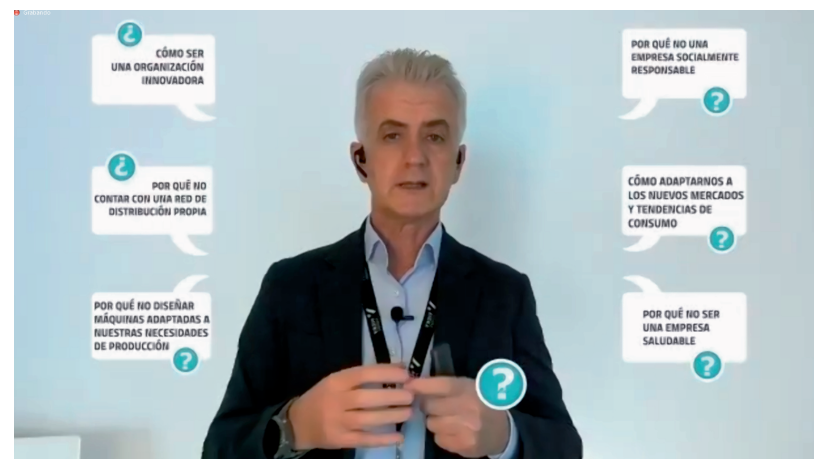 ¿
CÓMO SER
UNA ORGANIZACIÓN
INNOVADORA
¿
POR QUÉ NO
CONTAR CON UNA RED DE
DISTRIBUCIÓN PROPIA
POR QUÉ NO DISEÑAR
MÁQUINAS ADAPTADAS A
NUESTRAS NECESIDADES
DE PRODUCCIÓN
?
?
POR QUÉ NO UNA
EMPRESA SOCIALMENTE
RESPONSABLE
?
CÓMO ADAPTARNOS A
LOS NUEVOS MERCADOS
Y TENDENCIAS DE
CONSUMO
?
POR QUÉ NO SER
UNA EMPRESA
SALUDABLE
?